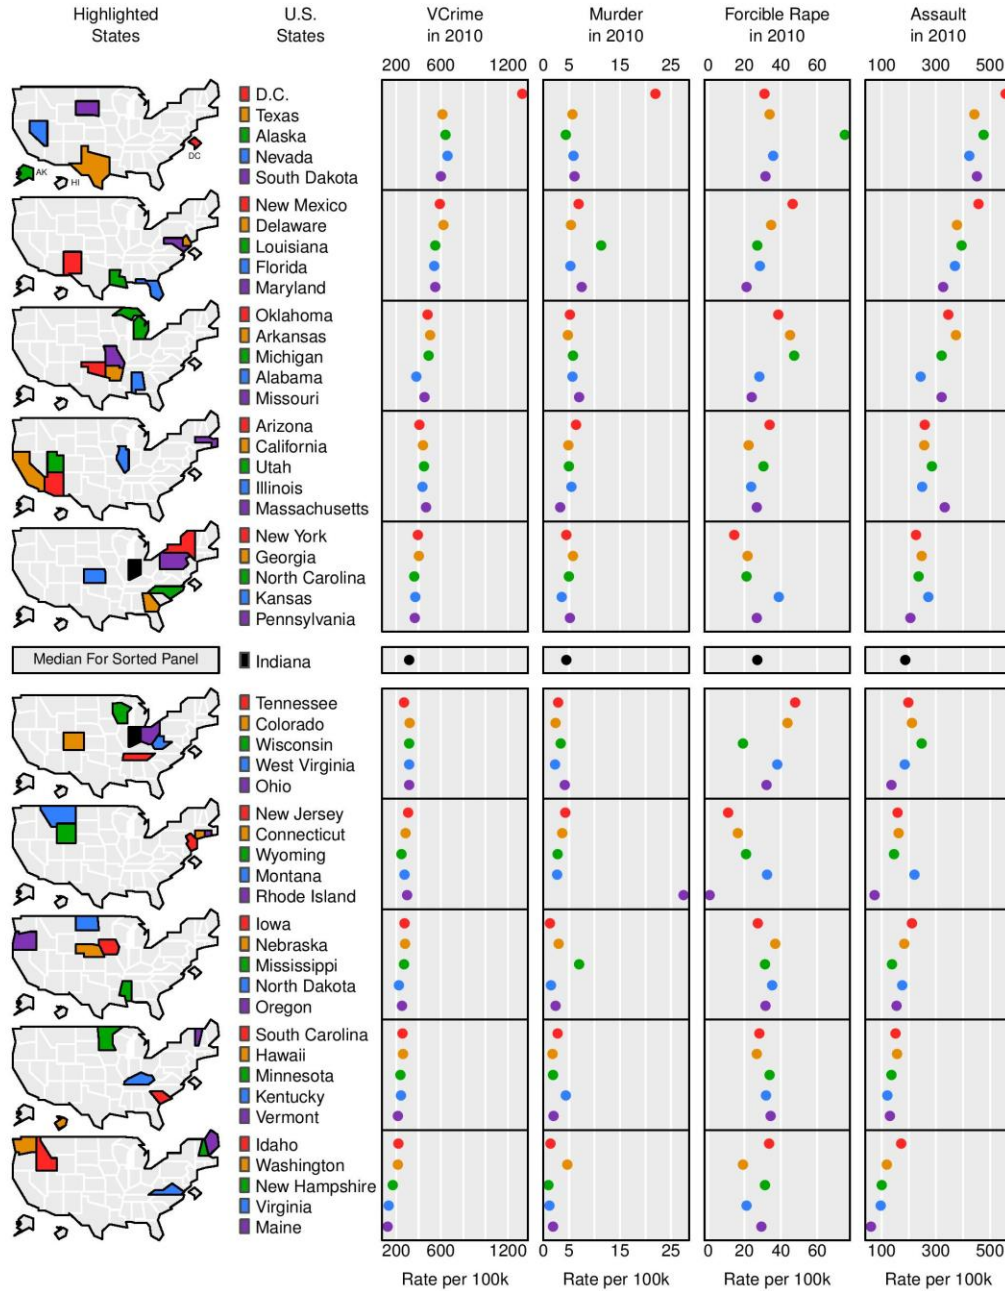 Highlighted
States
U.S.
States
VCrime
in 2010
Murder
in 2010
Forcible Rape
in 2010
Assault
in 2010
200 600 1200
0 5 15 25
0 20 40 60
100 300 500
AK
HI
DC
D.C.
Texas
Alaska
Nevada
South Dakota
New Mexico
Delaware
Louisiana
Florida
Maryland
Oklahoma
Arkansas
Michigan
Alabama
Missouri
Arizona
California
Utah
Illinois
Massachusetts
New York
Georgia
North Carolina
Kansas
Pennsylvania
Median For Sorted Panel
Indiana
Tennessee
Colorado
Wisconsin
West Virginia
Ohio
New Jersey
Connecticut
Wyoming
Montana
Rhode Island
Iowa
Nebraska
Mississippi
North Dakota
Oregon
South Carolina
Hawaii
Minnesota
Kentucky
Vermont
Idaho
Washington
New Hampshire
Virginia
Maine
200 600 1200
0 5 15 25
0 20 40 60
100 300 500
Rate per 100k
Rate per 100k
Rate per 100k
Rate per 100k